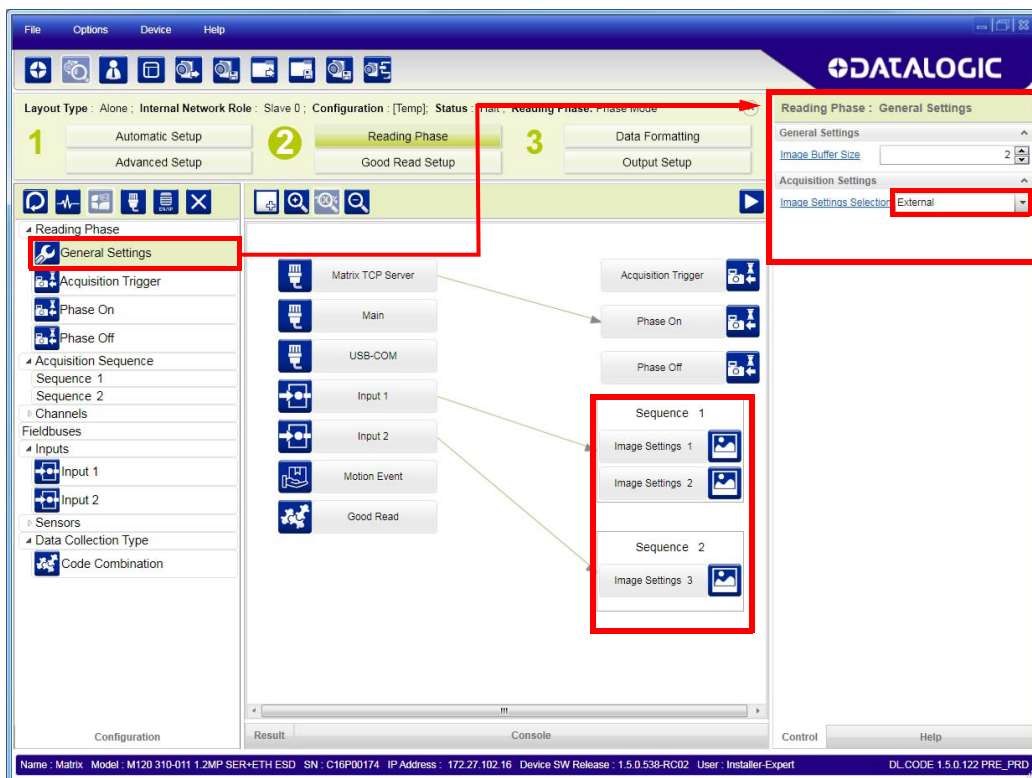 File Options Device Help
DATALOGIC
Layout Type : Alone ; Internal Network Role : Slave 0 ; Configuration : [Temp]; Status : Halt ; Reading Phase: Phase Mode
1 Automatic Setup 2 Reading Phase 3 Data Formatting
Advanced Setup Good Read Setup Output Setup
Reading Phase
General Settings
Acquisition Trigger
Phase On
Phase Off
Acquisition Sequence
Sequence 1
Sequence 2
Channels
Fieldbuses
Inputs
Input 1
Input 2
Sensors
Data Collection Type
Code Combination
Configuration
Matrix TCP Server
Main
USB-COM
Input 1
Input 2
Motion Event
Good Read
Acquisition Trigger
Phase On
Phase Off
Sequence 1
Image Settings 1
Image Settings 2
Sequence 2
Image Settings 3
Result Console
Reading Phase : General Settings
General Settings
Image Buffer Size 2
Acquisition Settings
Image Settings Selection External
Control Help
Name : Matrix Model : M120 310-011 1.2MP SER+ETH ESD SN : C16P00174 IP Address : 172.27.102.16 Device SW Release : 1.5.0.538-RC02 User : Installer-Expert DL.CODE 1.5.0.122 PRE_PRD